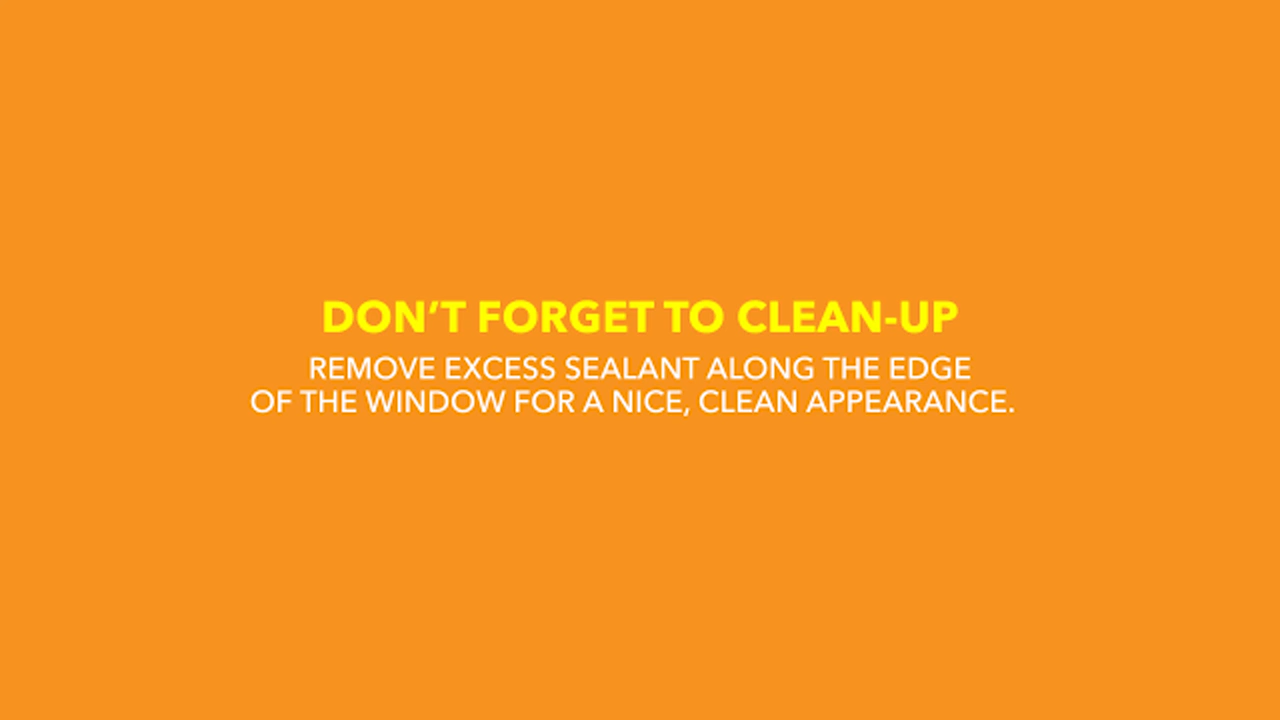 DON’T FORGET TO CLEAN-UP
REMOVE EXCESS SEALANT ALONG THE EDGE
OF THE WINDOW FOR A NICE, CLEAN APPEARANCE.